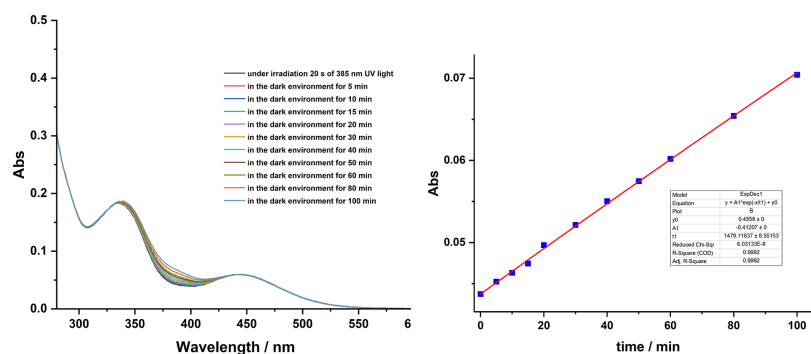 0.5
0.4
0.3
0.2
0.1
0.0
Abs
300
350
400
450
500
550
6
Wavelength / nm
under irradiation 20 s of 385 nm UV light
in the dark environment for 5 min
in the dark environment for 10 min
in the dark environment for 15 min
in the dark environment for 20 min
in the dark environment for 30 min
in the dark environment for 40 min
in the dark environment for 50 min
in the dark environment for 60 min
in the dark environment for 80 min
in the dark environment for 100 min
0.07
0.06
0.05
Abs
0
20
40
60
80
100
time / min
Model ExpDec1
Equation y = A1*exp(-x/t1) + y0
Plot B
y0 0.4558 ± 0
A1 -0.41207 ± 0
t1 1479.11637 ± 8.55153
Reduced Chi-Sqr 6.03133E-8
R-Square (COD) 0.9992
Adj. R-Square 0.9992